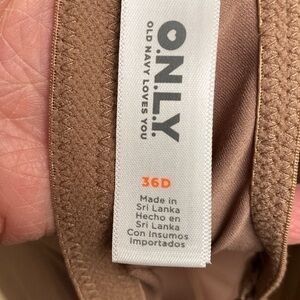 O.N.L.Y.
OLD NAVY LOVES YOU
36D
Made in
Sri Lanka
Hecho en
Sri Lanka
Con Insumos
Importados